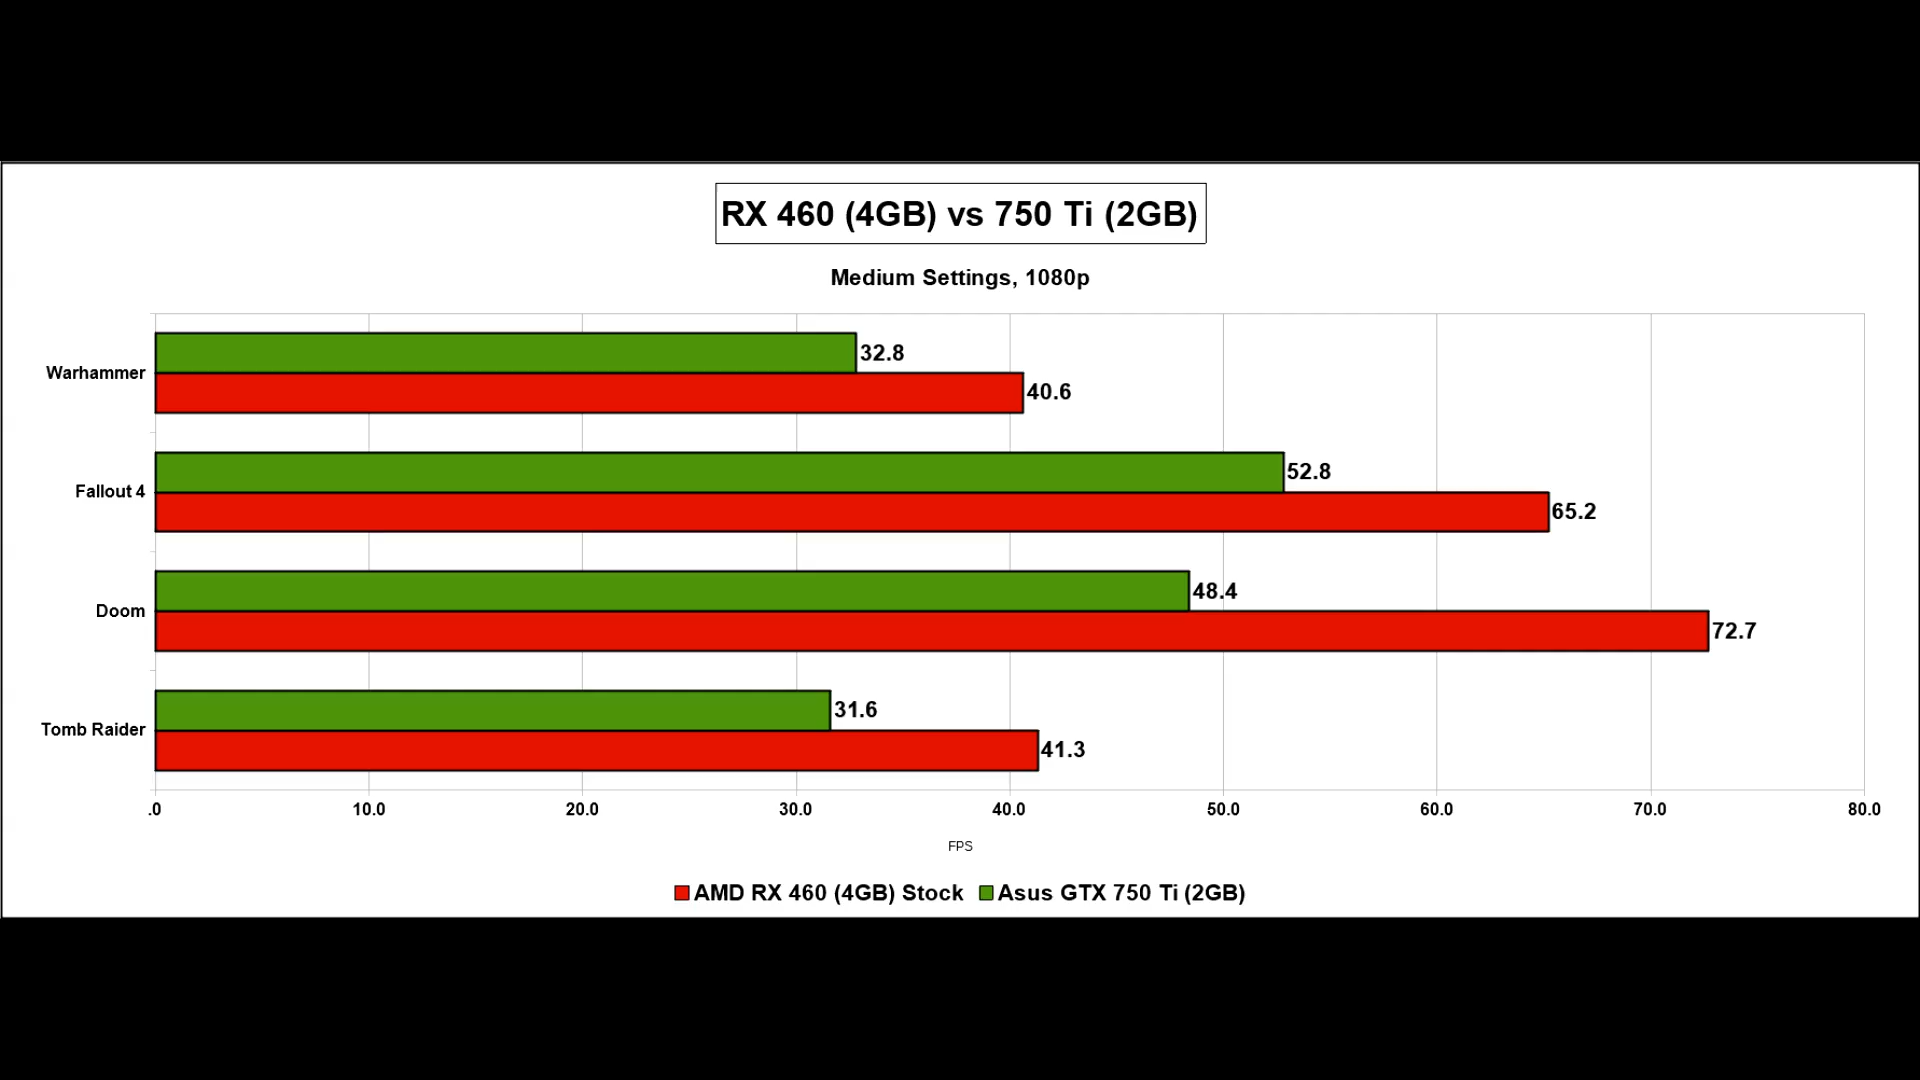 RX 460 (4GB) vs 750 Ti (2GB)
Medium Settings, 1080p
Warhammer
32.8
40.6
Fallout 4
52.8
65.2
Doom
48.4
72.7
Tomb Raider
31.6
41.3
.0 10.0 20.0 30.0 40.0 50.0 60.0 70.0 80.0
FPS
AMD RX 460 (4GB) Stock Asus GTX 750 Ti (2GB)